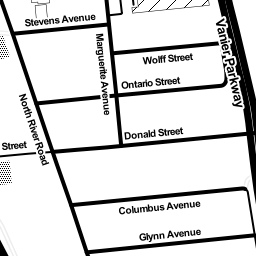 Stevens Avenue
Vanier Parkway
Marguerite Avenue
Wolff Street
Ontario Street
North River Road
Donald Street
Street
Columbus Avenue
Glynn Avenue